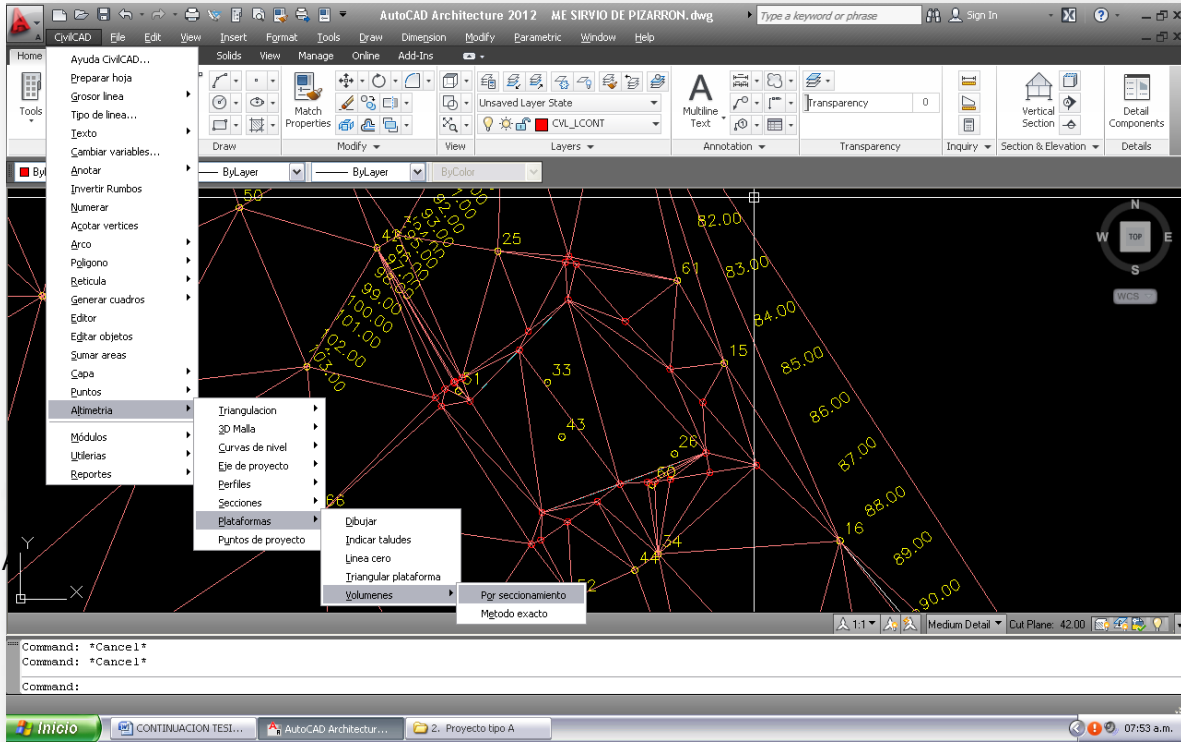 AutoCAD Architecture 2012 ME SIRVIO DE PIZARRON.dwg
Type a keyword or phrase
Sign In
CivilCAD File Edit View Insert Format Tools Draw Dimension Modify Parametric Window Help
Home Solids View Manage Online Add-Ins
Tools
Match Properties
Unsaved Layer State
CVL_LCONT
Multiline Text
Transparency 0
Vertical Section
Detail Components
Draw Modify View Layers Annotation Transparency Inquiry Section & Elevation Details
ByLayer ByLayer ByColor
Ayuda CivilCAD...
Preparar hoja
Grosor linea
Tipo de linea...
Texto
Cambiar variables...
Anotar
Invertir Rumbos
Numerar
Acotar vertices
Arco
Poligono
Reticula
Generar cuadros
Editor
Editar objetos
Sumar areas
Capa
Puntos
Altimetria
Módulos
Utilerias
Reportes
Triangulacion
3D Malla
Curvas de nivel
Eje de proyecto
Perfiles
Secciones
Plataformas
Puntos de proyecto
Dibujar
Indicar taludes
Linea cero
Triangular plataforma
Volumenes
Por seccionamiento
Metodo exacto
50
25
61
15
33
43
26
60
34
44
52
16
66
99.00
100.00
101.00
102.00
103.00
82.00
83.00
84.00
85.00
86.00
87.00
88.00
89.00
90.00
N
W TOP E
S
WCS
Y
X
1:1 Medium Detail Cut Plane: 42.00
Command: *Cancel*
Command: *Cancel*
Command:
Inicio
CONTINUACION TESI...
AutoCAD Architectur...
2. Proyecto tipo A
07:53 a.m.